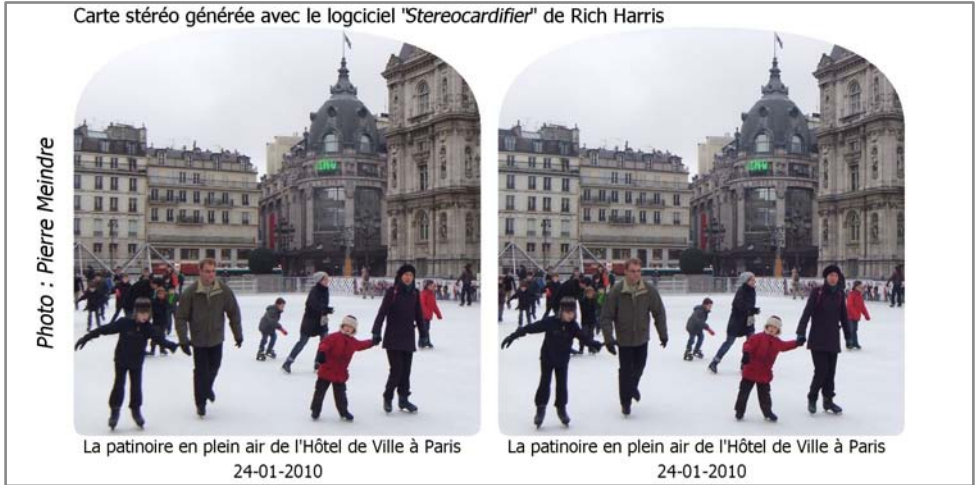 Carte stéréo générée avec le logciciel "Stereocardifier" de Rich Harris
Photo : Pierre Meindre
La patinoire en plein air de l'Hôtel de Ville à Paris
24-01-2010
La patinoire en plein air de l'Hôtel de Ville à Paris
24-01-2010